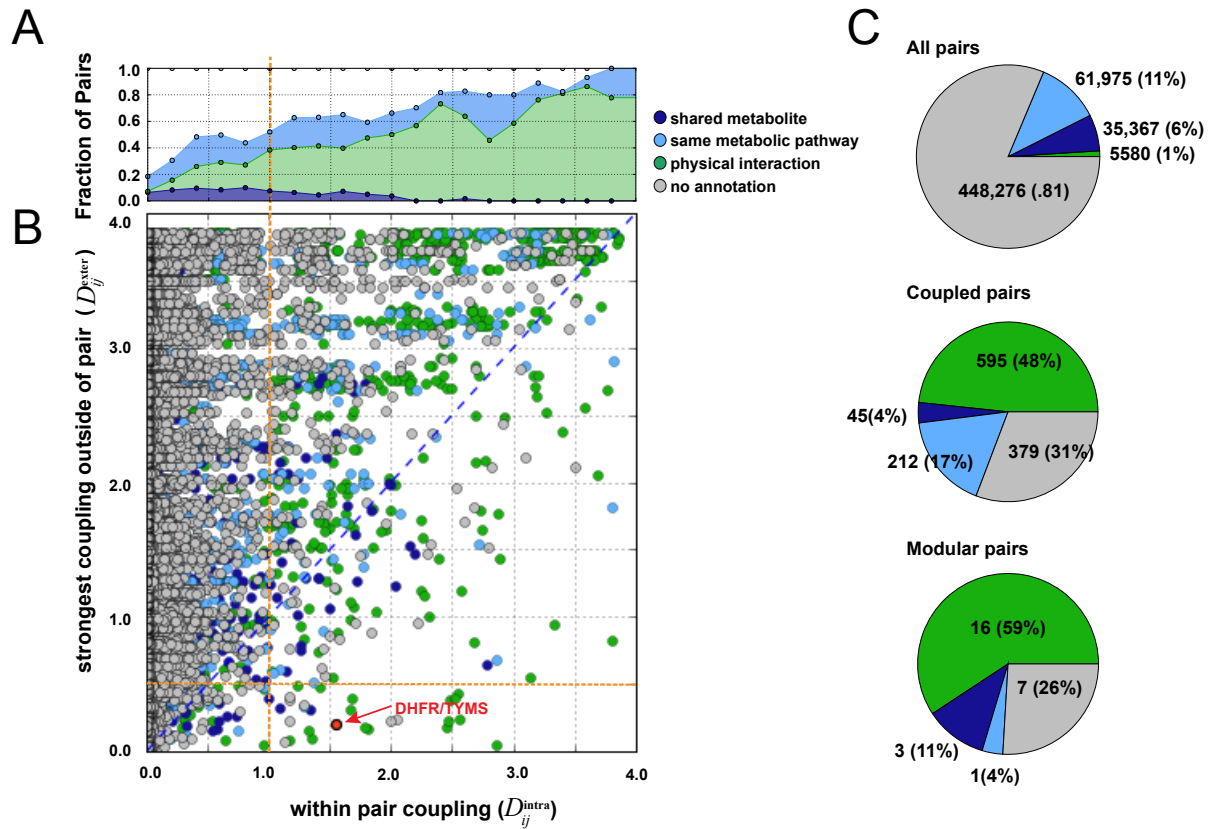 A
Fraction of Pairs
1.0
0.8
0.6
0.4
0.2
0.0
shared metabolite
same metabolic pathway
physical interaction
no annotation
B
strongest coupling outside of pair (D_{ij}^{exter})
4.0
3.0
2.0
1.0
0.0
DHFR/TYMS
0.0 1.0 2.0 3.0 4.0
within pair coupling (D_{ij}^{intra})
C
All pairs
61,975 (11%)
35,367 (6%)
5580 (1%)
448,276 (.81)
Coupled pairs
595 (48%)
45(4%)
212 (17%)
379 (31%)
Modular pairs
16 (59%)
7 (26%)
3 (11%)
1(4%)